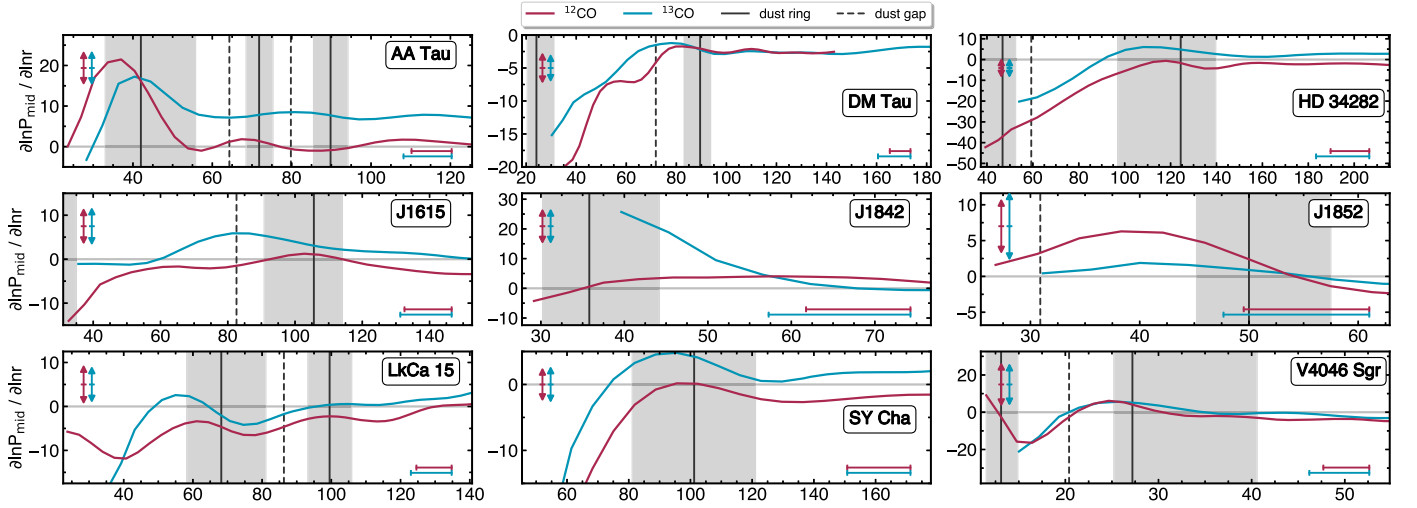 ¹²CO ¹³CO dust ring dust gap
∂lnP_mid / ∂lnr
20
10
0
AA Tau
40 60 80 100 120
0
−5
−10
−15
−20
DM Tau
20 40 60 80 100 120 140 160 180
10
0
−10
−20
−30
−40
−50
HD 34282
40 60 80 100 120 140 160 180 200
∂lnP_mid / ∂lnr
10
0
−10
J1615
40 60 80 100 120 140
30
20
10
0
−10
J1842
30 40 50 60 70
10
5
0
−5
J1852
30 40 50 60
∂lnP_mid / ∂lnr
10
0
−10
LkCa 15
40 60 80 100 120 140
0
−10
SY Cha
60 80 100 120 140 160
20
0
−20
V4046 Sgr
20 30 40 50